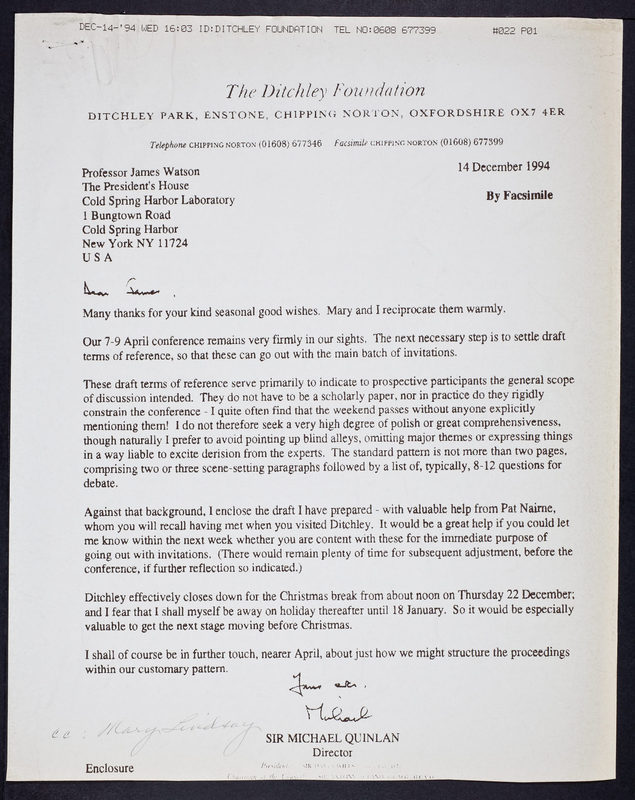 DEC-14-'94 WED 16:03 ID:DITCHLEY FOUNDATION TEL NO:0608 677399 #022 P01
The Ditchley Foundation
DITCHLEY PARK, ENSTONE, CHIPPING NORTON, OXFORDSHIRE OX7 4ER
Telephone CHIPPING NORTON (01608) 677346 Facsimile CHIPPING NORTON (01608) 677399
14 December 1994
By Facsimile
Professor James Watson
The President's House
Cold Spring Harbor Laboratory
1 Bungtown Road
Cold Spring Harbor
New York NY 11724
U S A
Dear James,
Many thanks for your kind seasonal good wishes. Mary and I reciprocate them warmly.
Our 7-9 April conference remains very firmly in our sights. The next necessary step is to settle draft
terms of reference, so that these can go out with the main batch of invitations.
These draft terms of reference serve primarily to indicate to prospective participants the general scope
of discussion intended. They do not have to be a scholarly paper, nor in practice do they rigidly
constrain the conference - I quite often find that the weekend passes without anyone explicitly
mentioning them! I do not therefore seek a very high degree of polish or great comprehensiveness,
though naturally I prefer to avoid pointing up blind alleys, omitting major themes or expressing things
in a way liable to excite derision from the experts. The standard pattern is not more than two pages,
comprising two or three scene-setting paragraphs followed by a list of, typically, 8-12 questions for
debate.
Against that background, I enclose the draft I have prepared - with valuable help from Pat Nairne,
whom you will recall having met when you visited Ditchley. It would be a great help if you could let
me know within the next week whether you are content with these for the immediate purpose of
going out with invitations. (There would remain plenty of time for subsequent adjustment, before the
conference, if further reflection so indicated.)
Ditchley effectively closes down for the Christmas break from about noon on Thursday 22 December;
and I fear that I shall myself be away on holiday thereafter until 18 January. So it would be especially
valuable to get the next stage moving before Christmas.
I shall of course be in further touch, nearer April, about just how we might structure the proceedings
within our customary pattern.
Yours ever,
Michael
cc: Mary Lindsay
SIR MICHAEL QUINLAN
Director
Enclosure